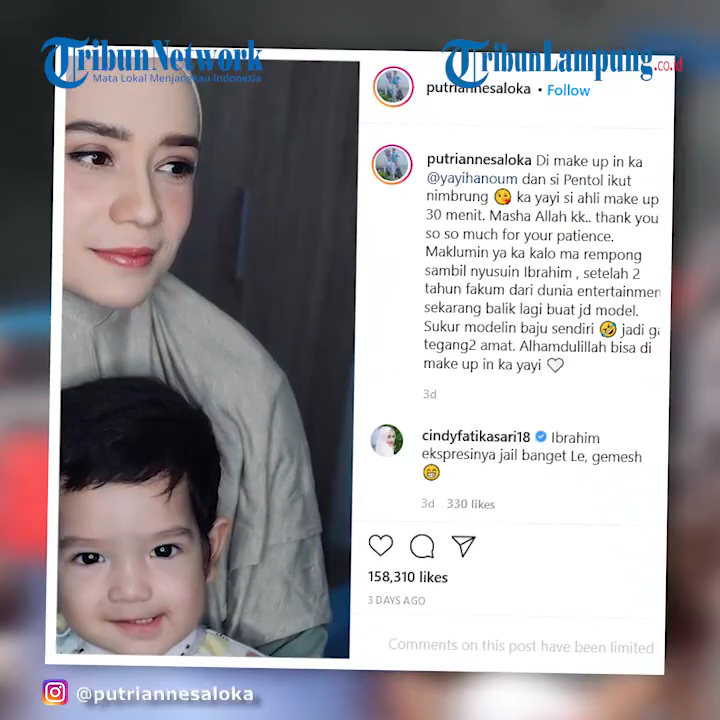 Tribun Network
Mata Lokal Menjangkau Indonesia
TribunLampung.co.id
putriannesaloka • Follow
putriannesaloka Di make up in ka
@yayihanoum dan si Pentol ikut
nimbrung 😘 ka yayi si ahli make up
30 menit. Masha Allah kk.. thank you
so so much for your patience.
Maklumin ya ka kalo ma rempong
sambil nyusuin Ibrahim , setelah 2
tahun fakum dari dunia entertainmen
sekarang balik lagi buat jd model.
Sukur modelin baju sendiri 🤣 jadi ga
tegang2 amat. Alhamdulillah bisa di
make up in ka yayi ♡
3d
cindyfatikasari18 Ibrahim
ekspresinya jail banget Le, gemesh
😁
3d 330 likes
158,310 likes
3 DAYS AGO
Comments on this post have been limited
@putriannesaloka